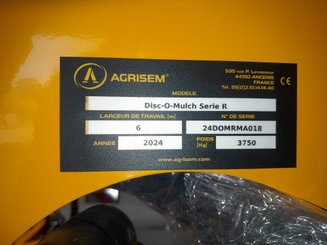 AGRISEM®
535 rue P. Levasseur
44150 ANCENIS
FRANCE
Tél. 33(0)2.51.14.14.40
CE
MODELE
Disc-O-Mulch Serie R
LARGEUR DE TRAVAIL (m)
N° DE SERIE
6
24DOMRMA018
ANNEE
2024
POIDS (Kg)
3750
www.agrisem.com